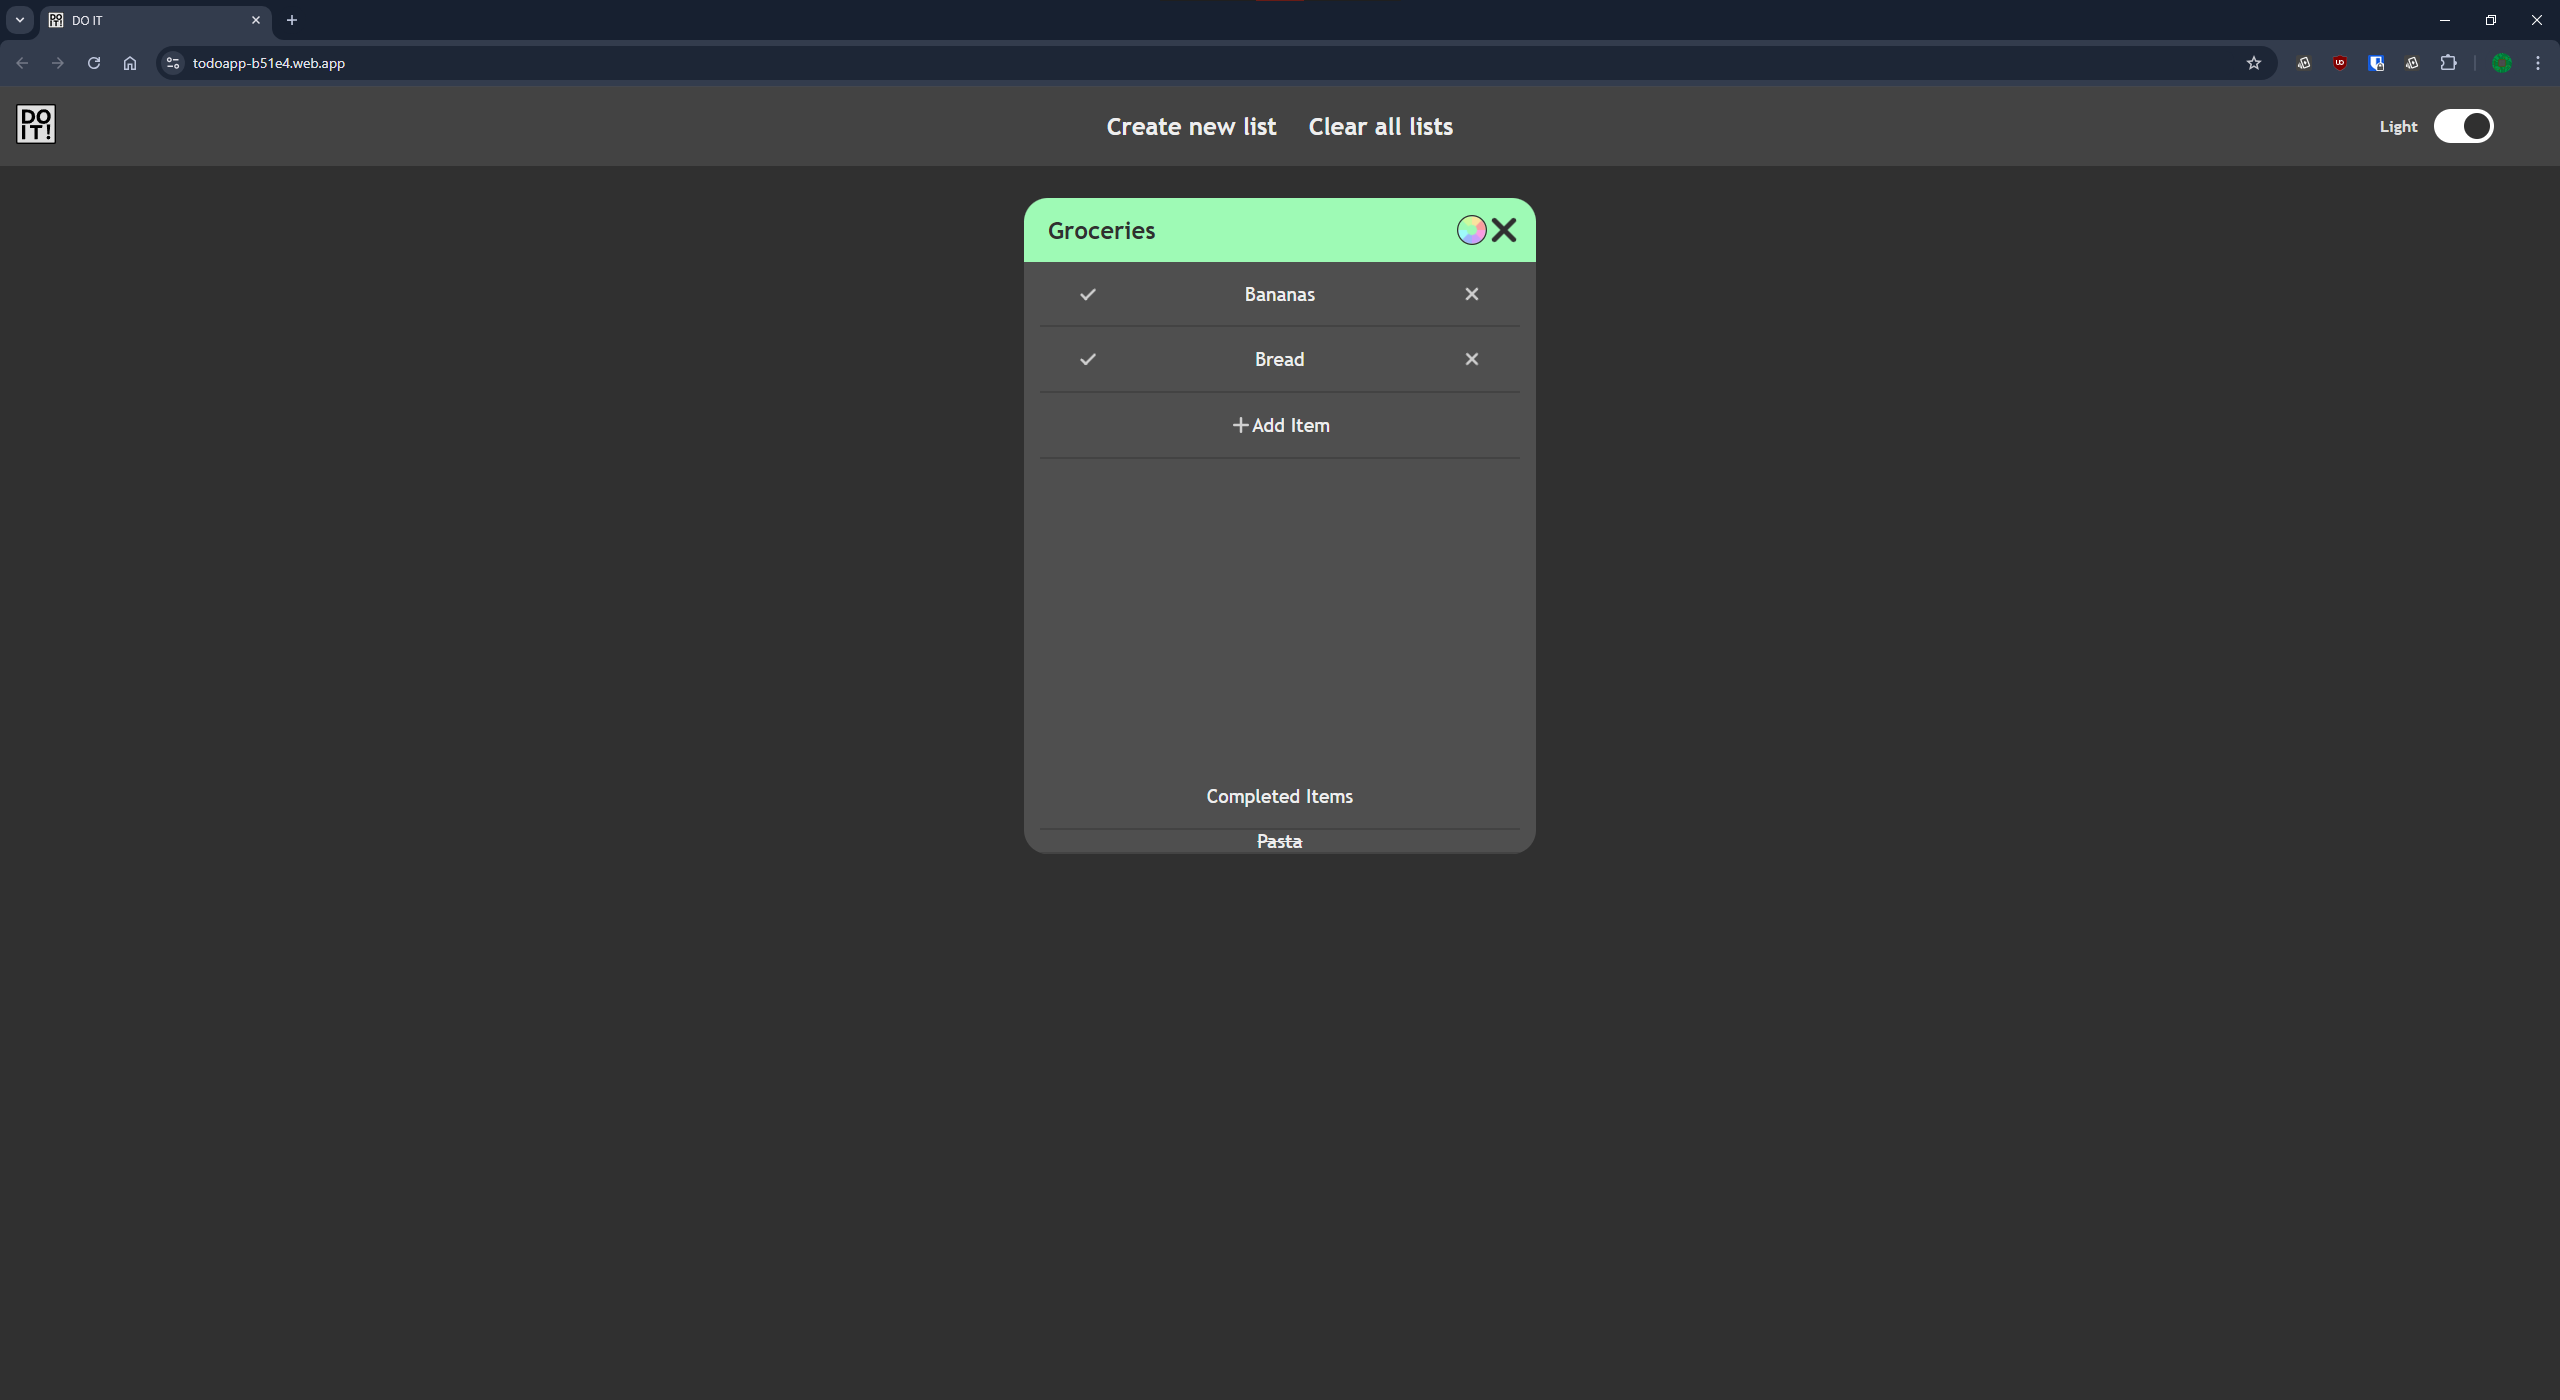 DO IT
todoapp-b51e4.web.app
DO
IT!
Create new list
Clear all lists
Light
Groceries
Bananas
Bread
Add Item
Completed Items
Pasta